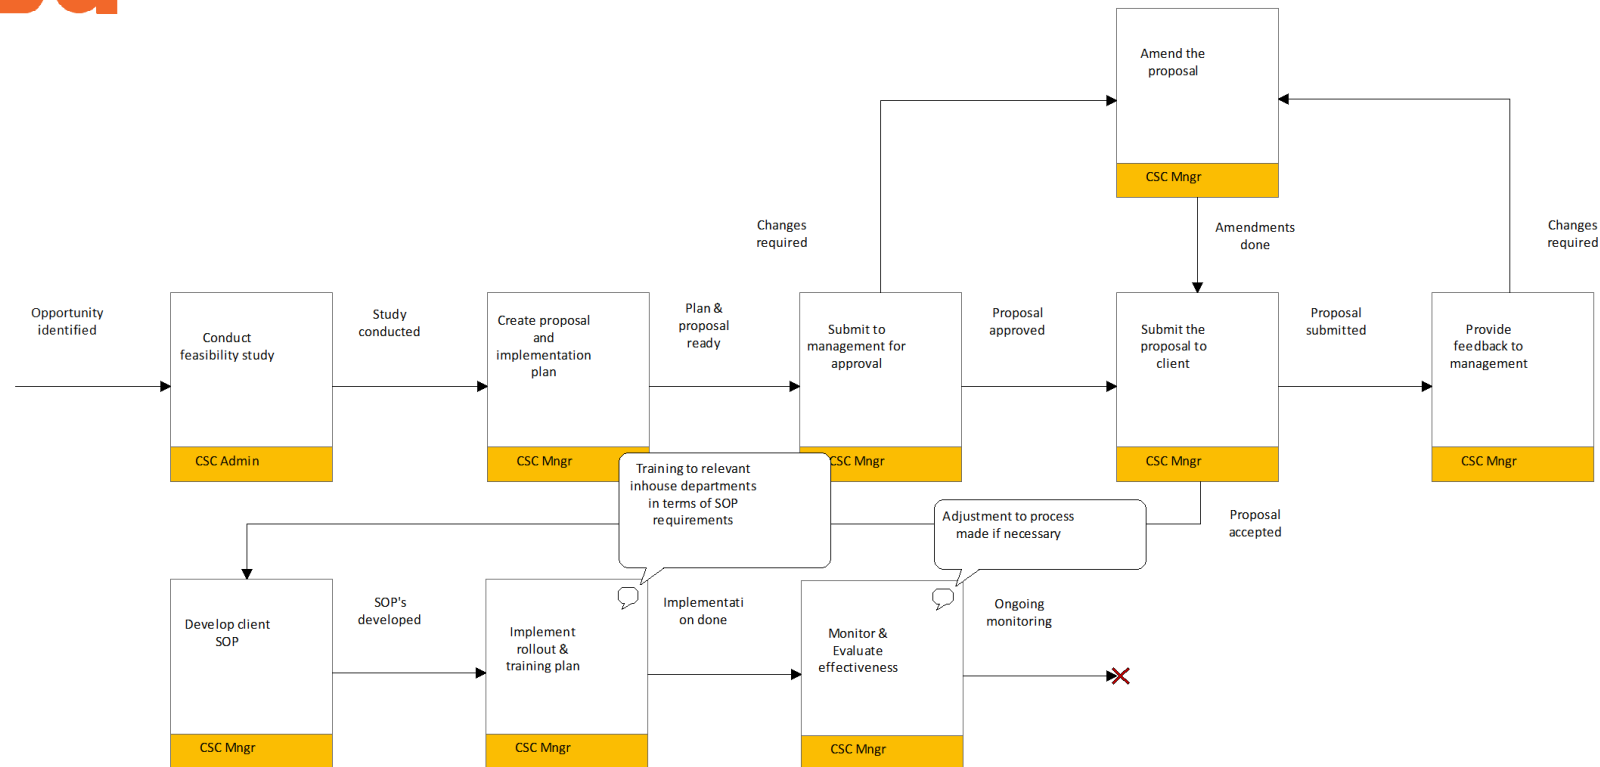 Amend the
proposal
CSC Mngr
Changes
required
Amendments
done
Changes
required
Opportunity
identified
Conduct
feasibility study
CSC Admin
Study
conducted
Create proposal
and
implementation
plan
CSC Mngr
Plan &
proposal
ready
Submit to
management for
approval
CSC Mngr
Proposal
approved
Submit the
proposal to
client
CSC Mngr
Proposal
submitted
Provide
feedback to
management
CSC Mngr
Training to relevant
inhouse departments
in terms of SOP
requirements
Adjustment to process
made if necessary
Proposal
accepted
Develop client
SOP
CSC Mngr
SOP's
developed
Implement
rollout &
training plan
CSC Mngr
Implementati
on done
Monitor &
Evaluate
effectiveness
CSC Mngr
Ongoing
monitoring